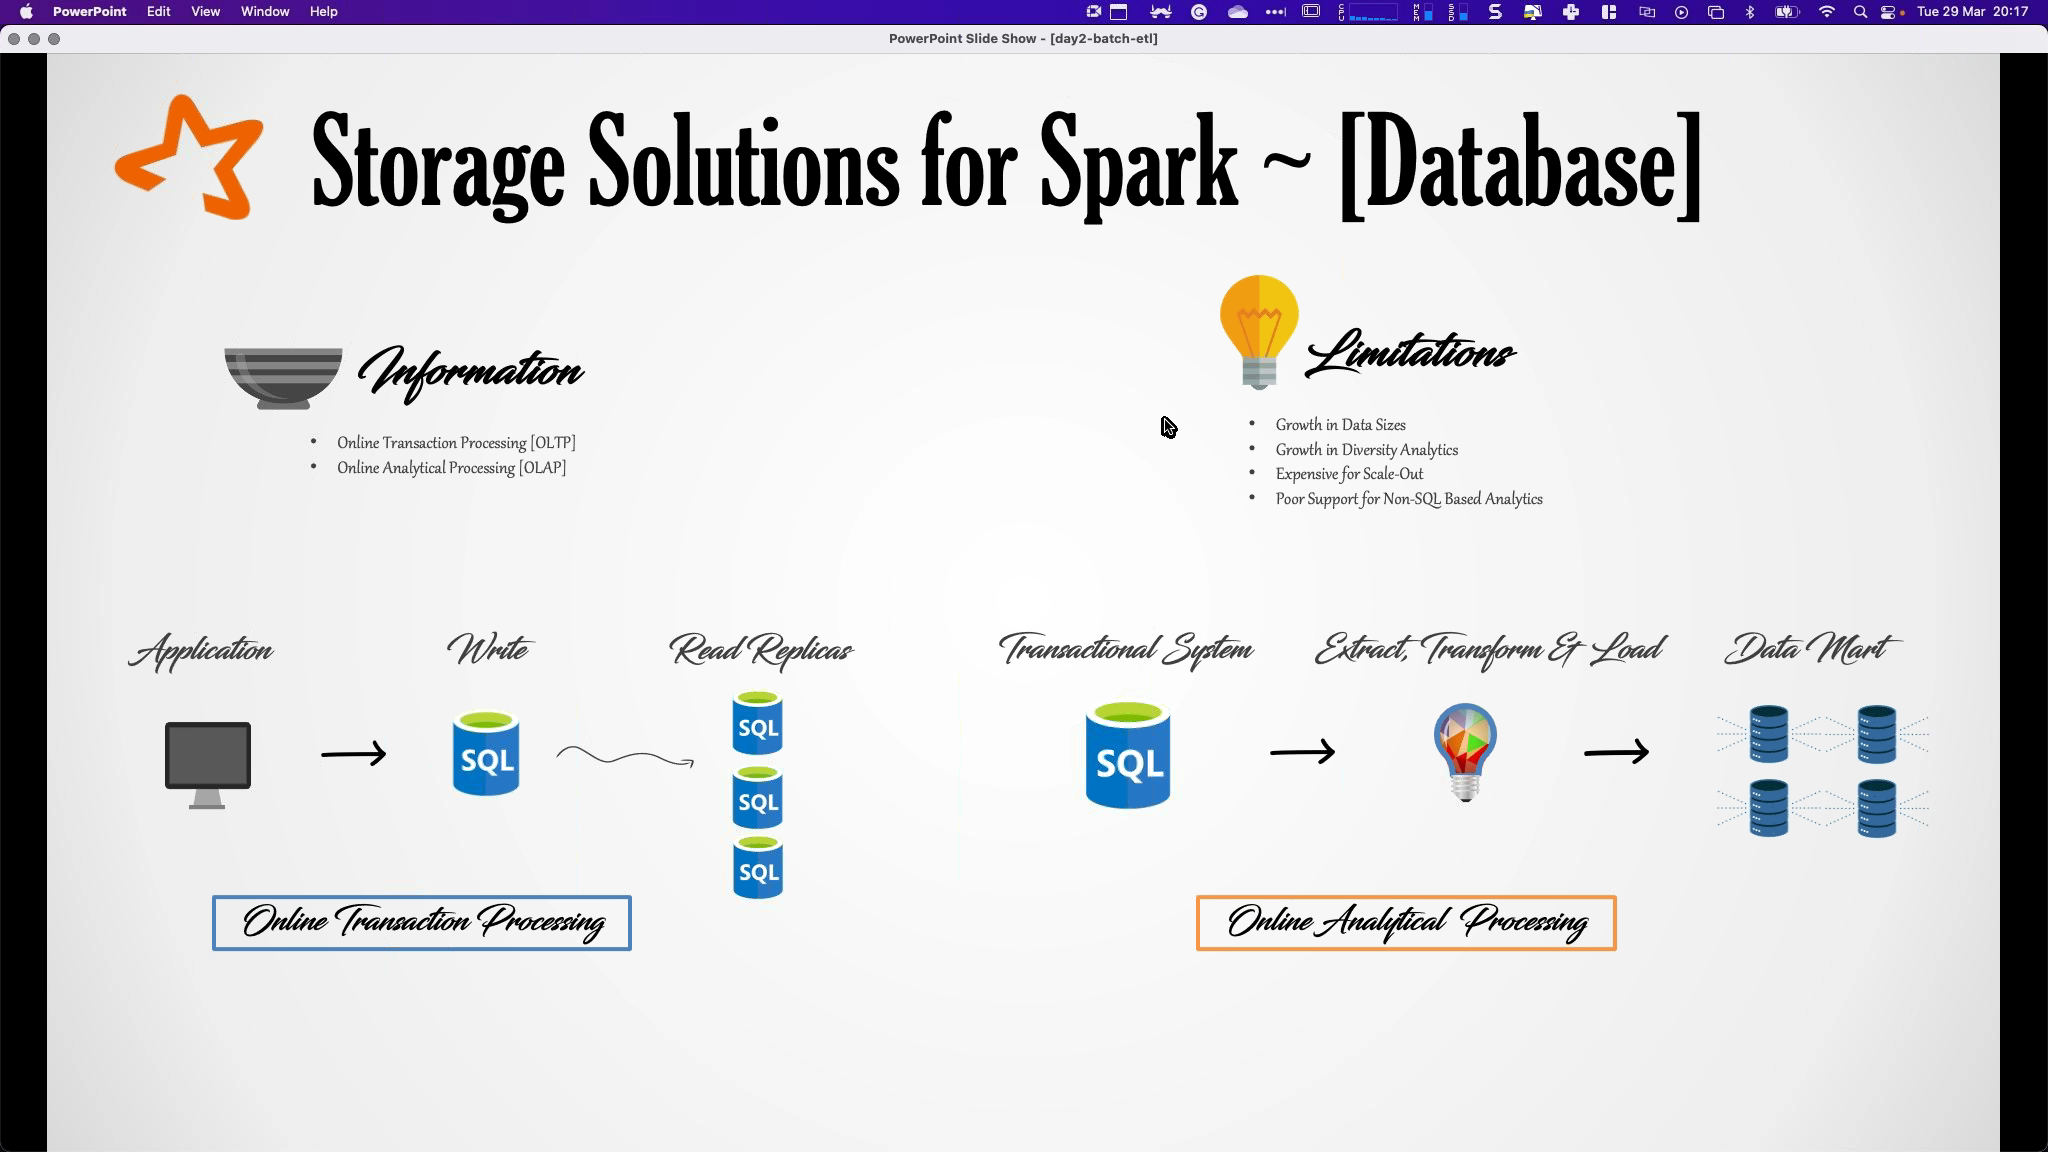 PowerPoint Edit View Window Help
CPU MEM SSD Tue 29 Mar 20:17
PowerPoint Slide Show - [day2-batch-etl]
Storage Solutions for Spark ~ [Database]
Information
• Online Transaction Processing [OLTP]
• Online Analytical Processing [OLAP]
Limitations
• Growth in Data Sizes
• Growth in Diversity Analytics
• Expensive for Scale-Out
• Poor Support for Non-SQL Based Analytics
Application
Write
Read Replicas
SQL
SQL
SQL
SQL
Online Transaction Processing
Transactional System
Extract, Transform & Load
Data Mart
SQL
Online Analytical Processing